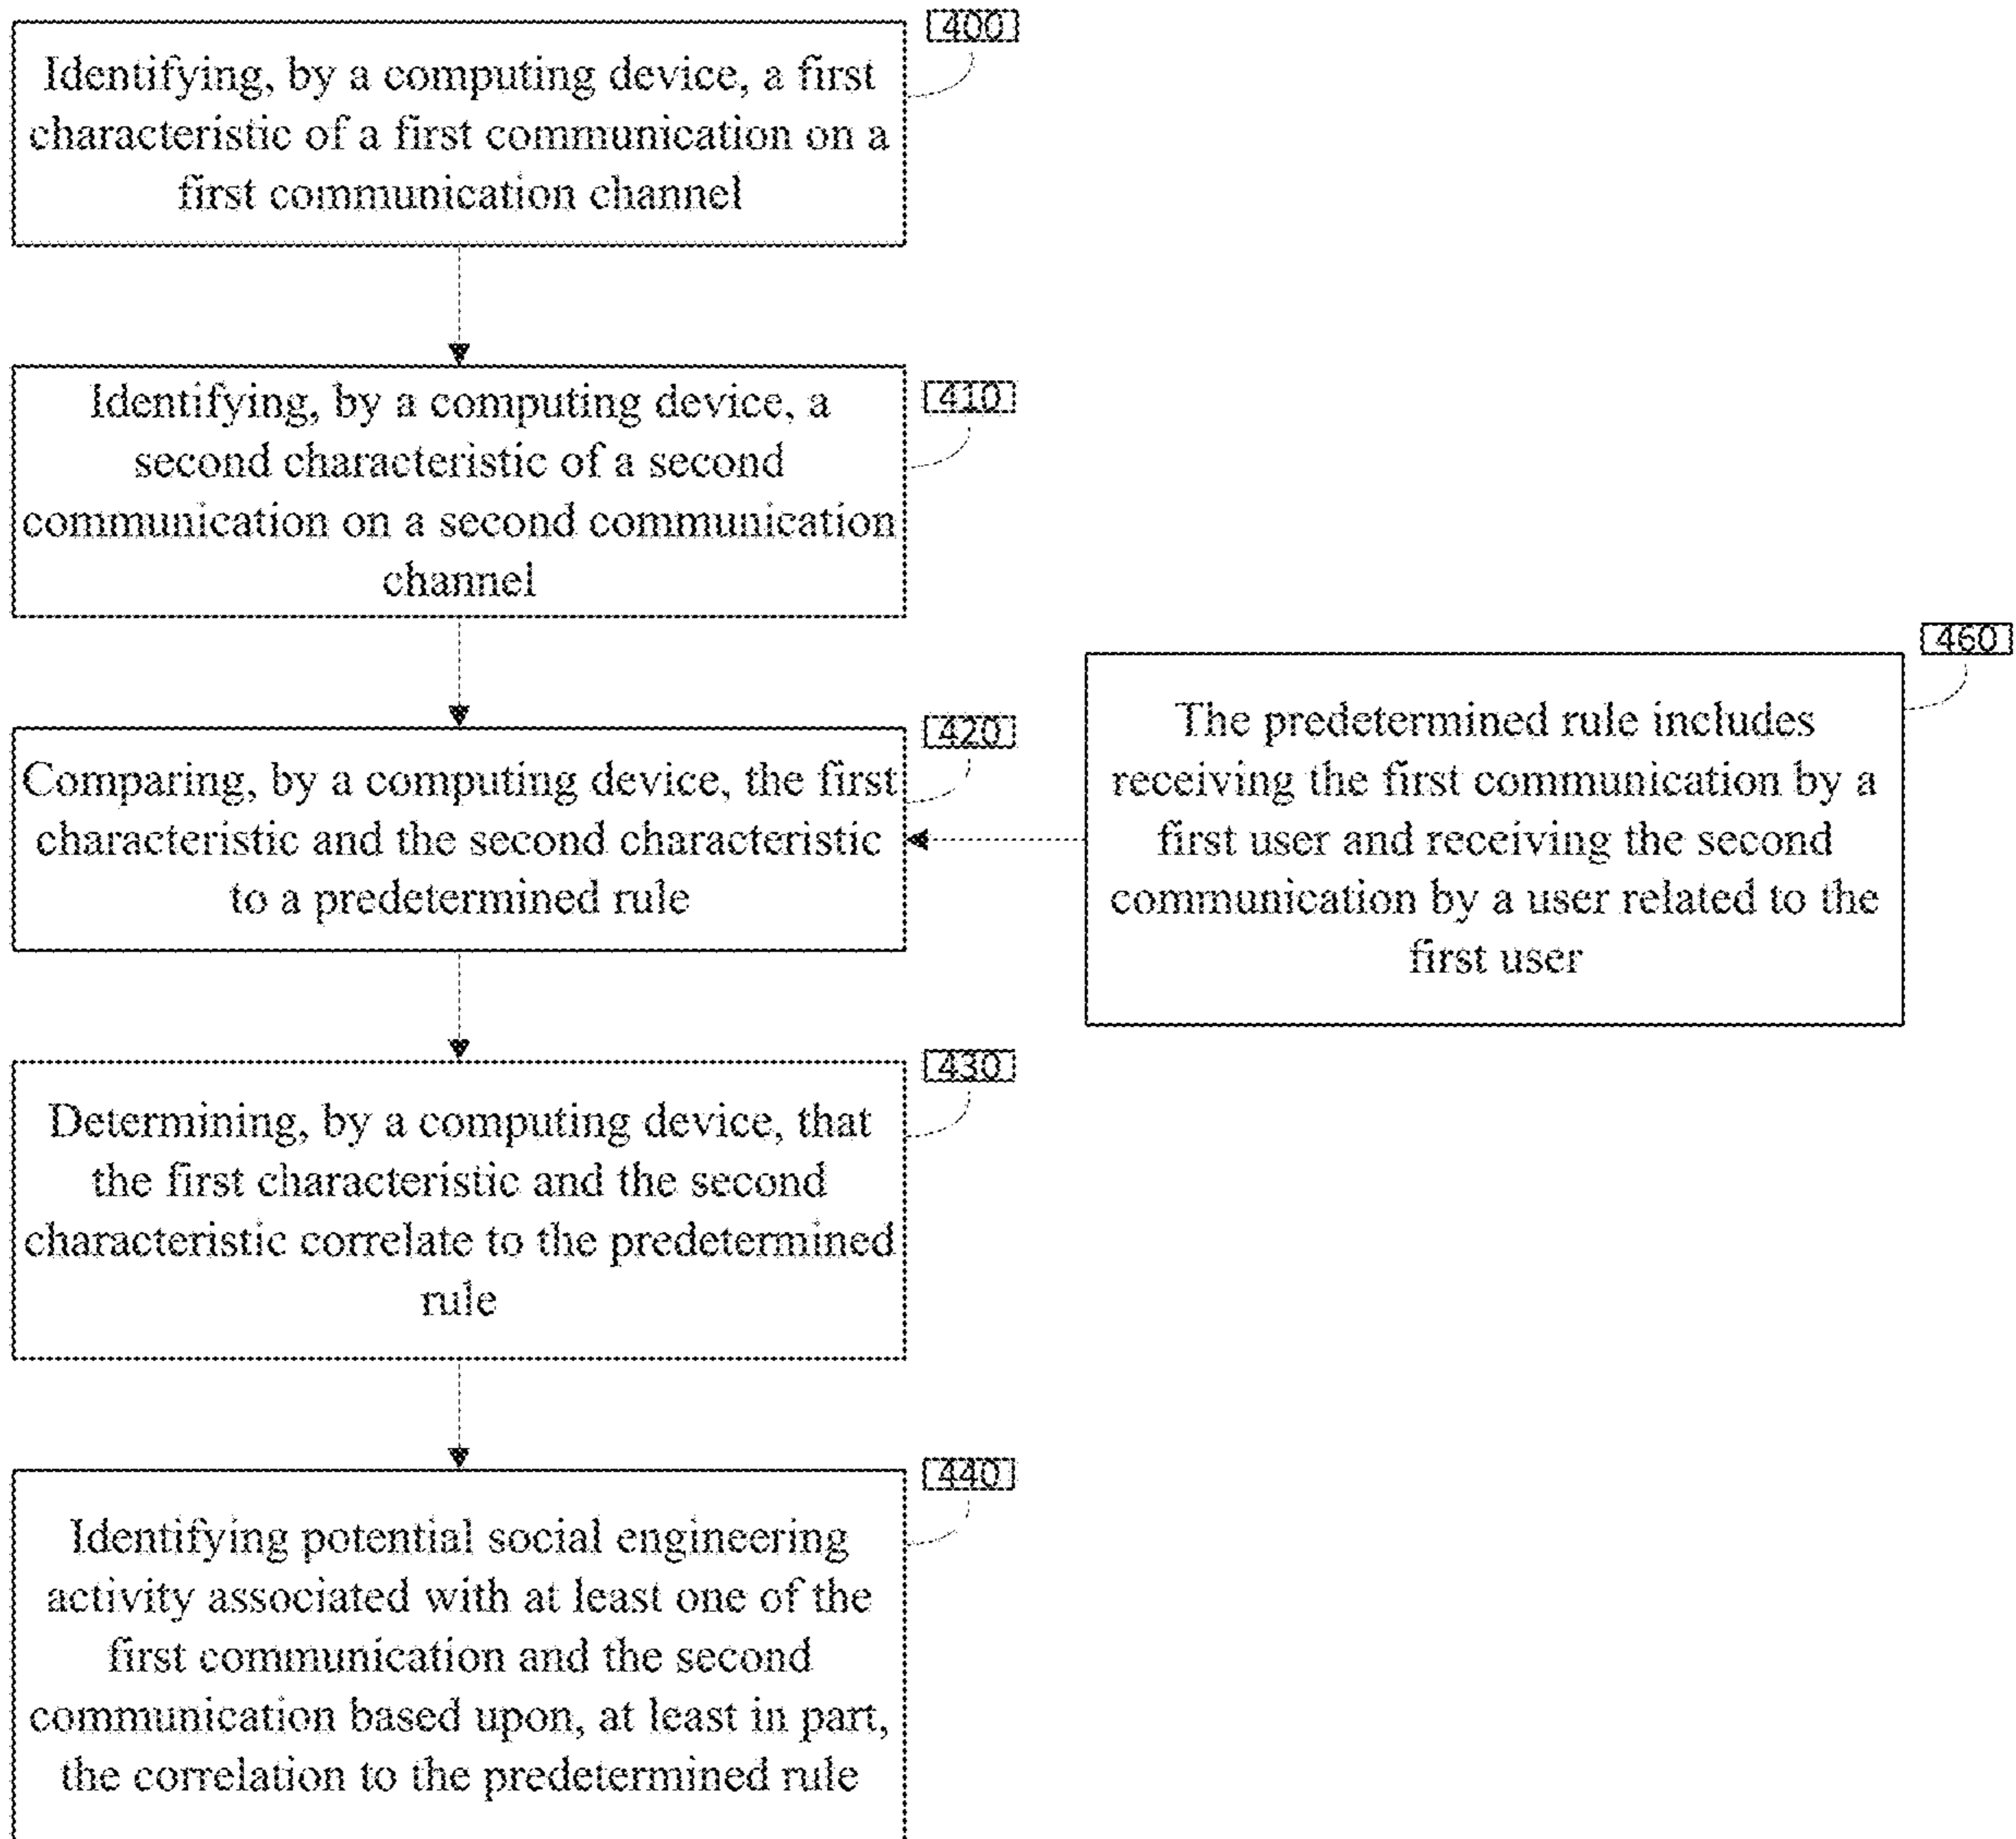 400
Identifying, by a computing device, a first
characteristic of a first communication on a
first communication channel
410
Identifying, by a computing device, a
second characteristic of a second
communication on a second communication
channel
420
Comparing, by a computing device, the first
characteristic and the second characteristic
to a predetermined rule
460
The predetermined rule includes
receiving the first communication by a
first user and receiving the second
communication by a user related to the
first user
430
Determining, by a computing device, that
the first characteristic and the second
characteristic correlate to the predetermined
rule
440
Identifying potential social engineering
activity associated with at least one of the
first communication and the second
communication based upon, at least in part,
the correlation to the predetermined rule